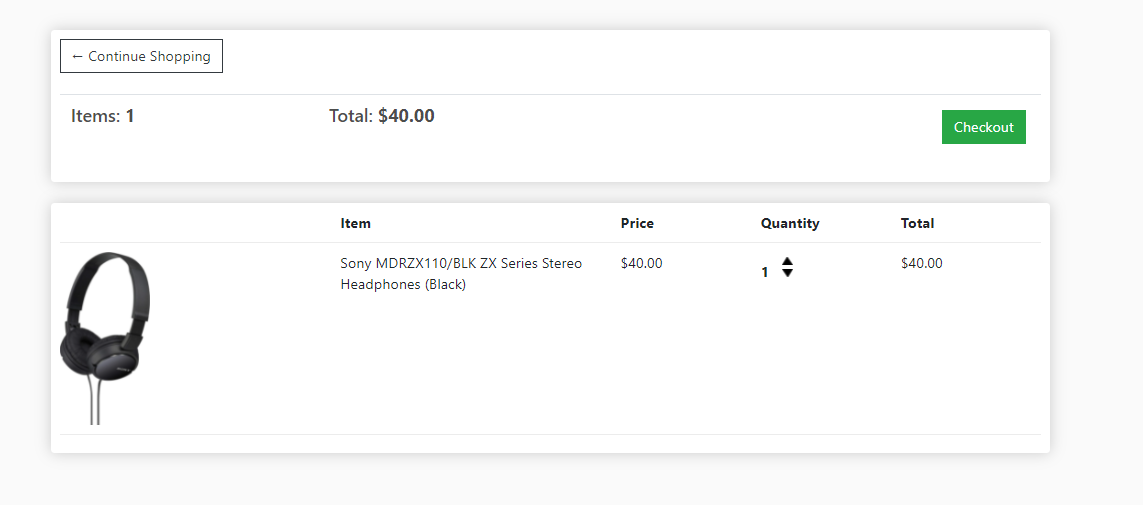 ← Continue Shopping
Items: 1 Total: $40.00 Checkout
Item Price Quantity Total
Sony MDRZX110/BLK ZX Series Stereo $40.00 1 $40.00
Headphones (Black)